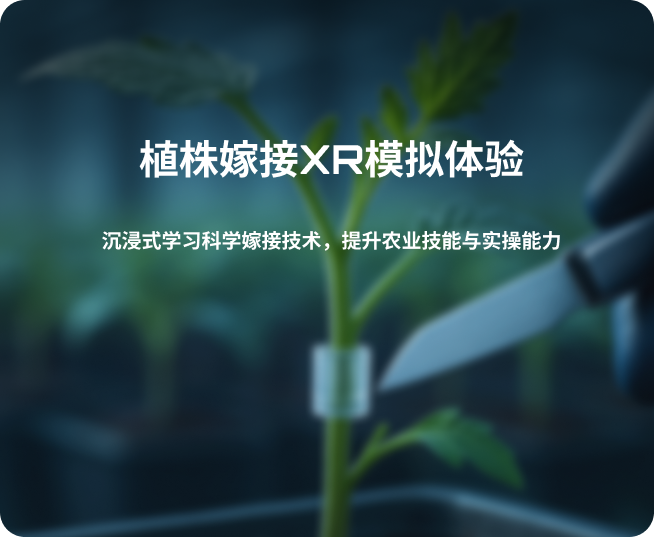 植株嫁接XR模拟体验
沉浸式学习科学嫁接技术，提升农业技能与实操能力